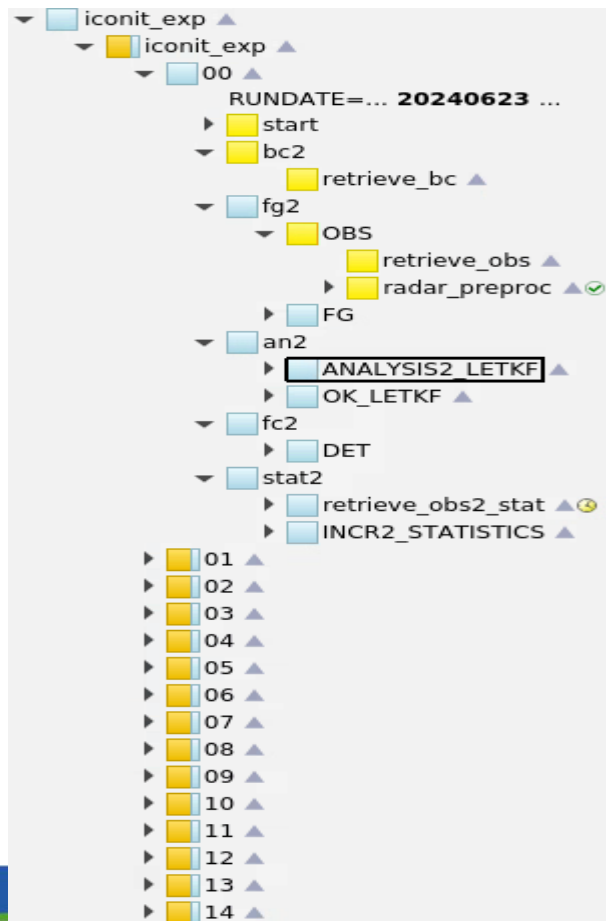 iconit_exp
iconit_exp
00
RUNDATE=... 20240623 ...
start
bc2
retrieve_bc
fg2
OBS
retrieve_obs
radar_preproc
FG
an2
ANALYSIS2_LETKF
OK_LETKF
fc2
DET
stat2
retrieve_obs2_stat
INCR2_STATISTICS
01
02
03
04
05
06
07
08
09
10
11
12
13
14